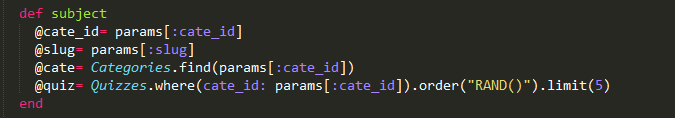 def subject
@cate_id= params[:cate_id]
@slug= params[:slug]
@cate= Categories.find(params[:cate_id])
@quiz= Quizzes.where(cate_id: params[:cate_id]).order("RAND()").limit(5)
end